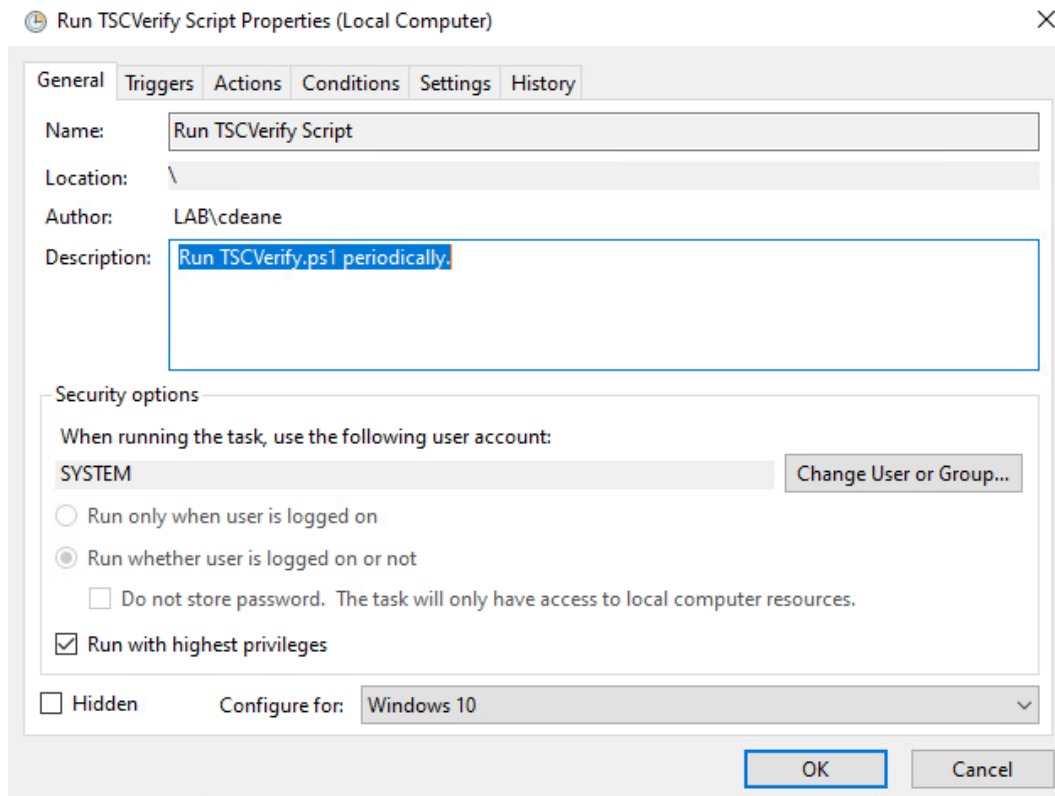 Run TSCVerify Script Properties (Local Computer)
General Triggers Actions Conditions Settings History
Name: Run TSCVerify Script
Location: \
Author: LAB\cdeane
Description: Run TSCVerify.ps1 periodically.
Security options
When running the task, use the following user account:
SYSTEM Change User or Group...
Run only when user is logged on
Run whether user is logged on or not
Do not store password. The task will only have access to local computer resources.
Run with highest privileges
Hidden Configure for: Windows 10
OK Cancel